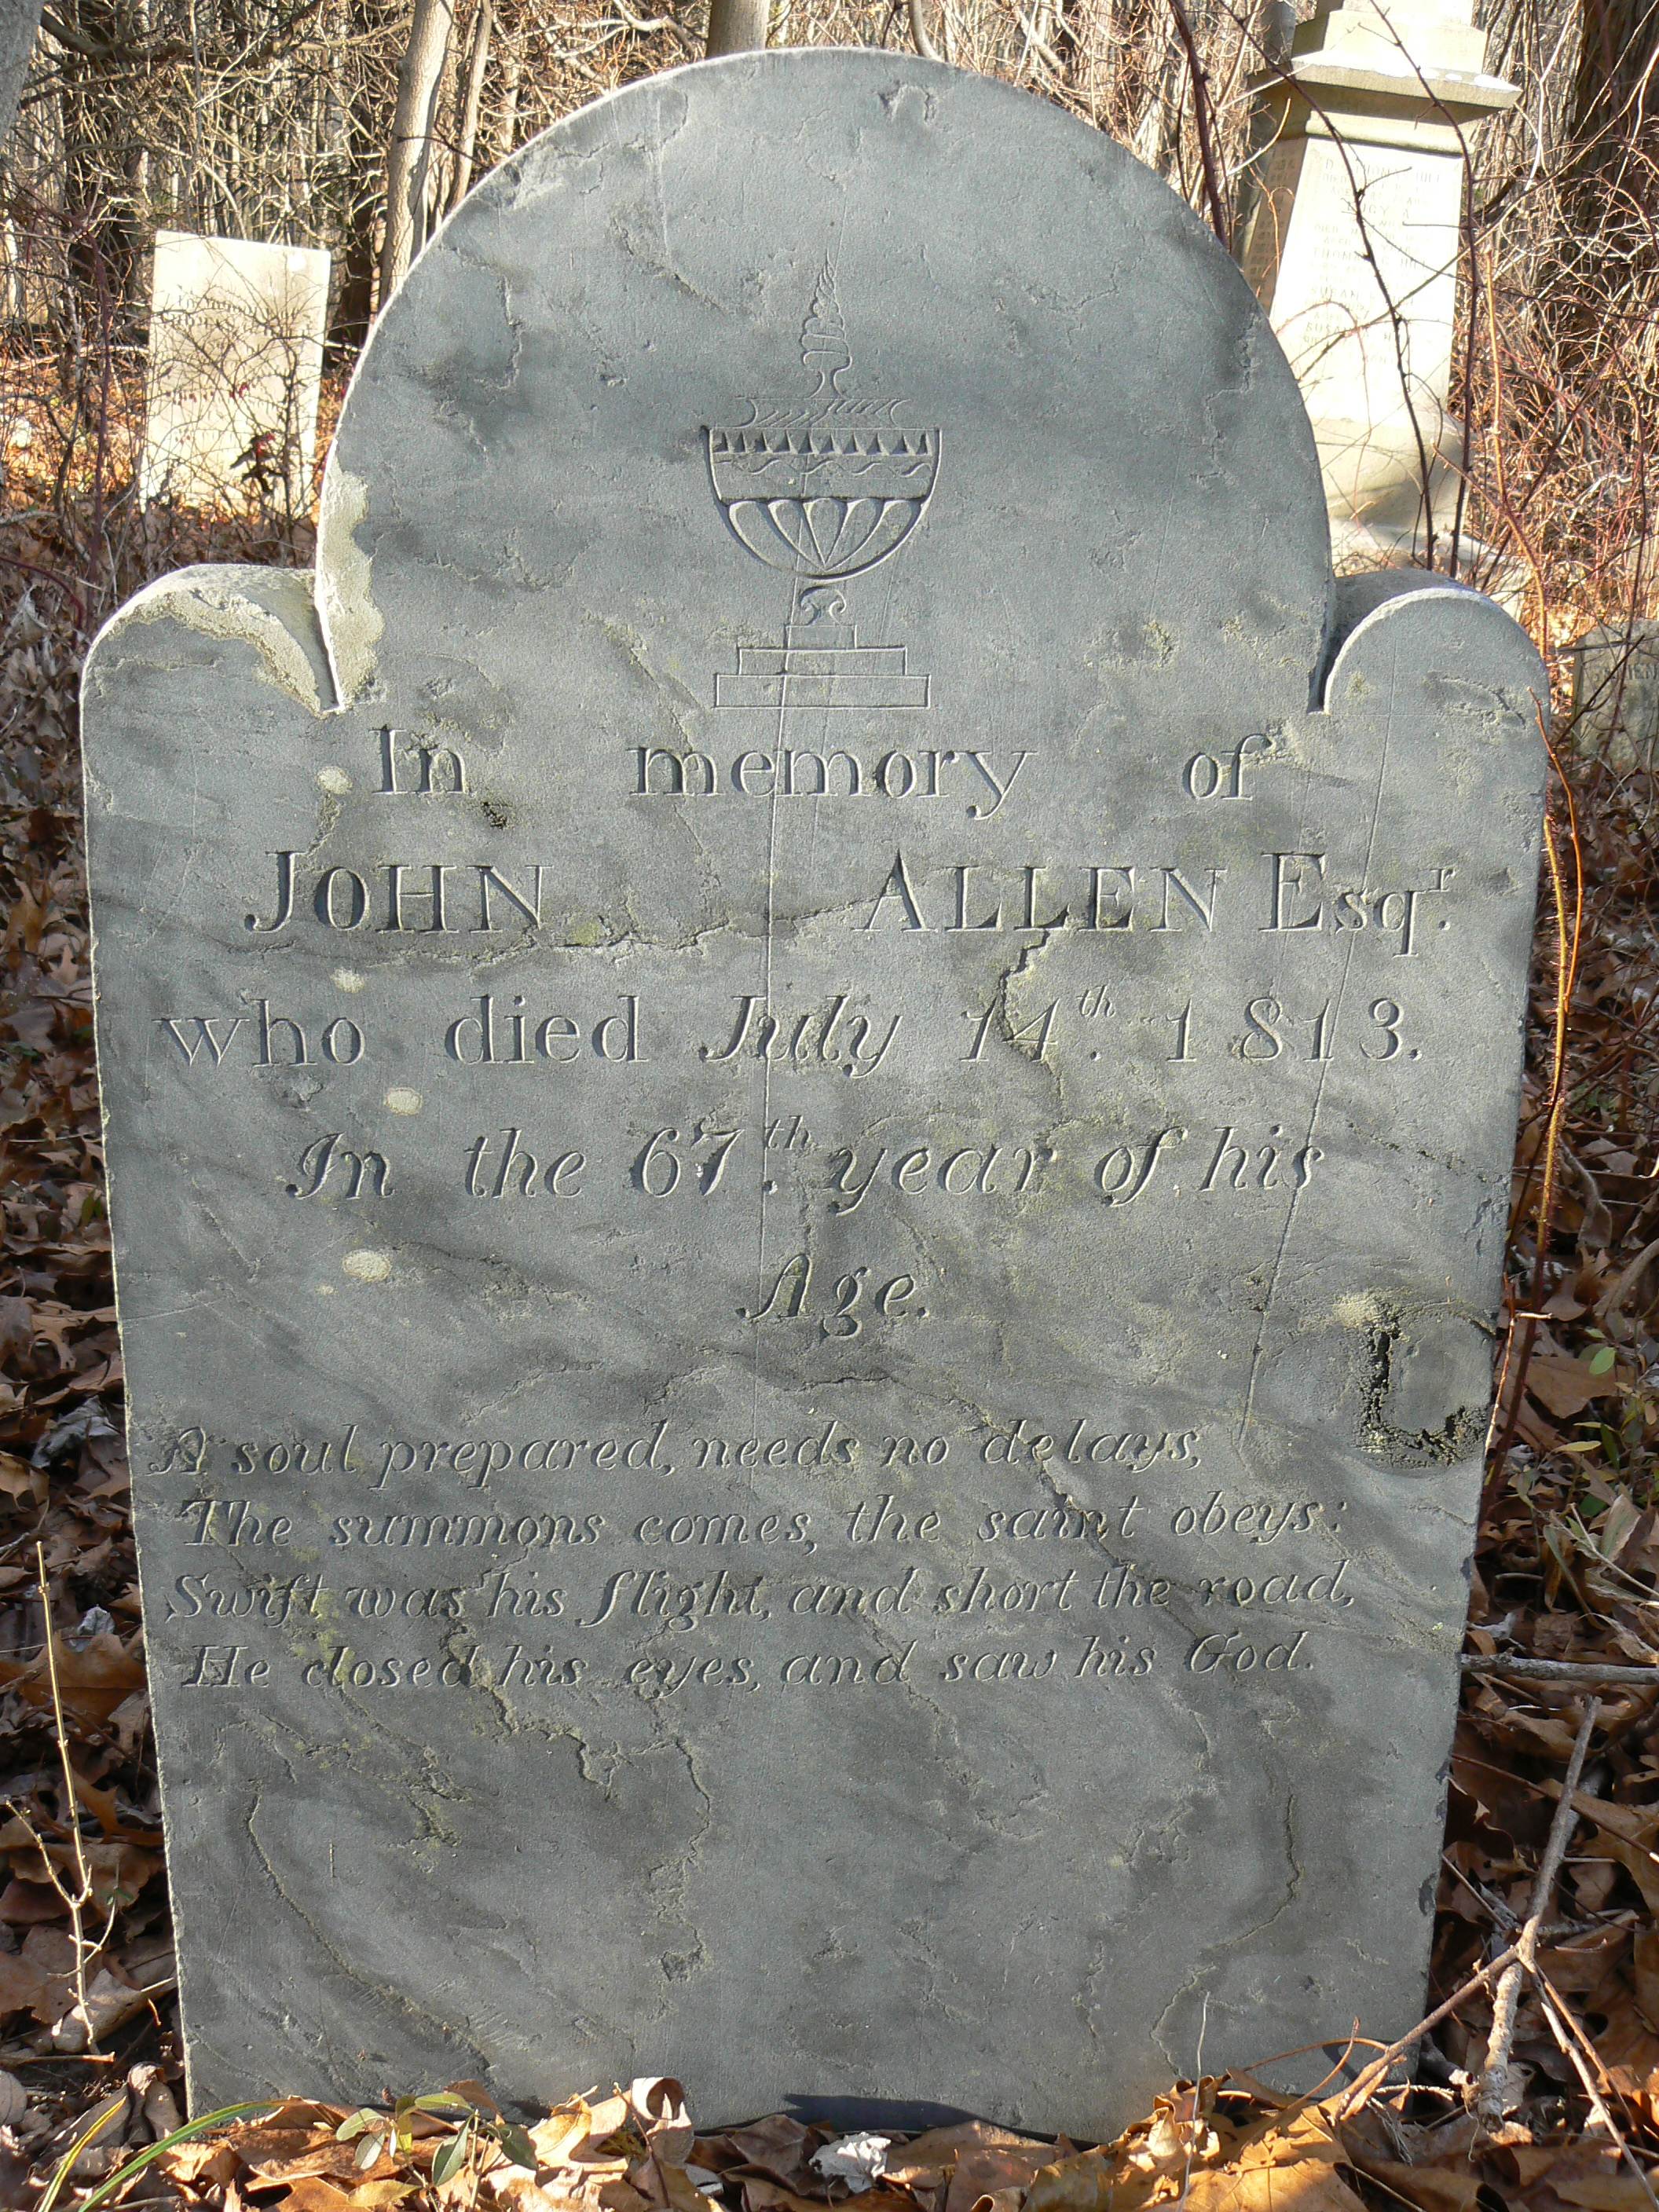 In memory of
JOHN ALLEN Esqr.
who died July 14th. 1813.
In the 67th. year of his
Age.
A soul prepared, needs no delays,
The summons comes, the saint obeys:
Swift was his flight, and short the road,
He closed his eyes, and saw his God.